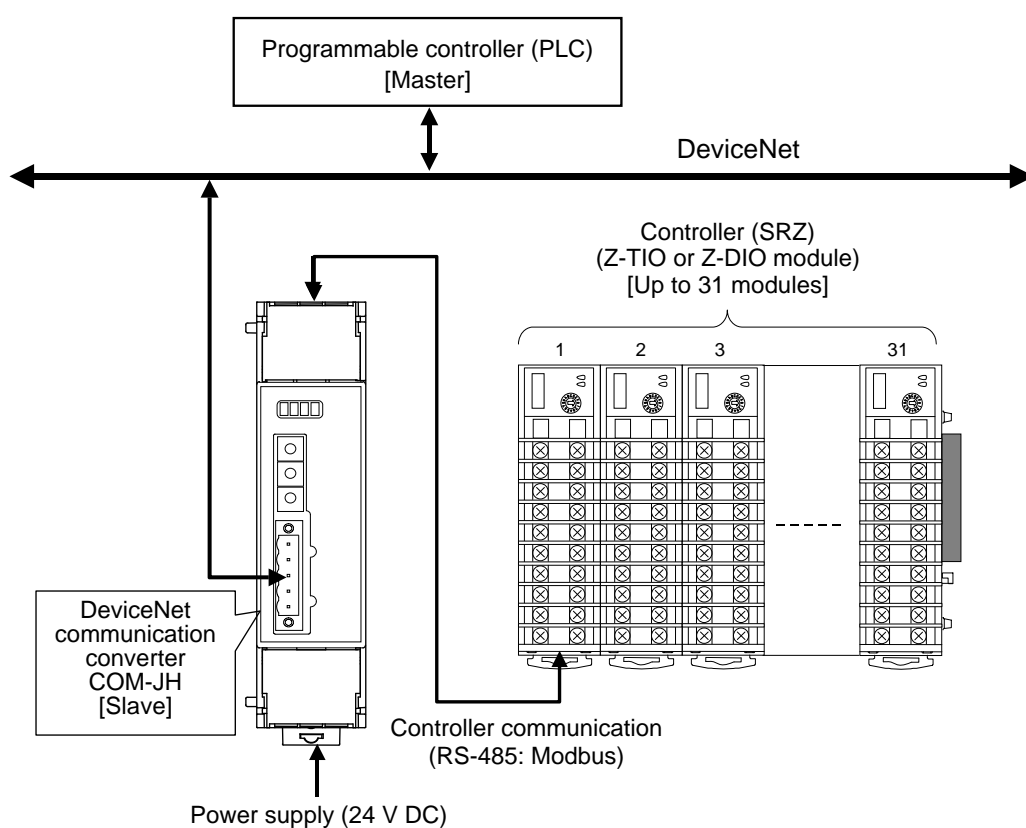 Programmable controller (PLC)
[Master]
DeviceNet
Controller (SRZ)
(Z-TIO or Z-DIO module)
[Up to 31 modules]
1 2 3 31
DeviceNet
communication
converter
COM-JH
[Slave]
Controller communication
(RS-485: Modbus)
Power supply (24 V DC)